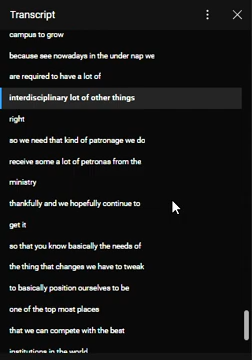 Transcript
campus to grow
because see nowadays in the under nap we
are required to have a lot of
interdisciplinary lot of other things
right
so we need that kind of patronage we do
receive some a lot of petronas from the
ministry
thankfully and we hopefully continue to
get it
so that you know basically the needs of
the thing that changes we have to tweak
to basically position ourselves to be
one of the top most places
that we can compete with the best
institutions in the world